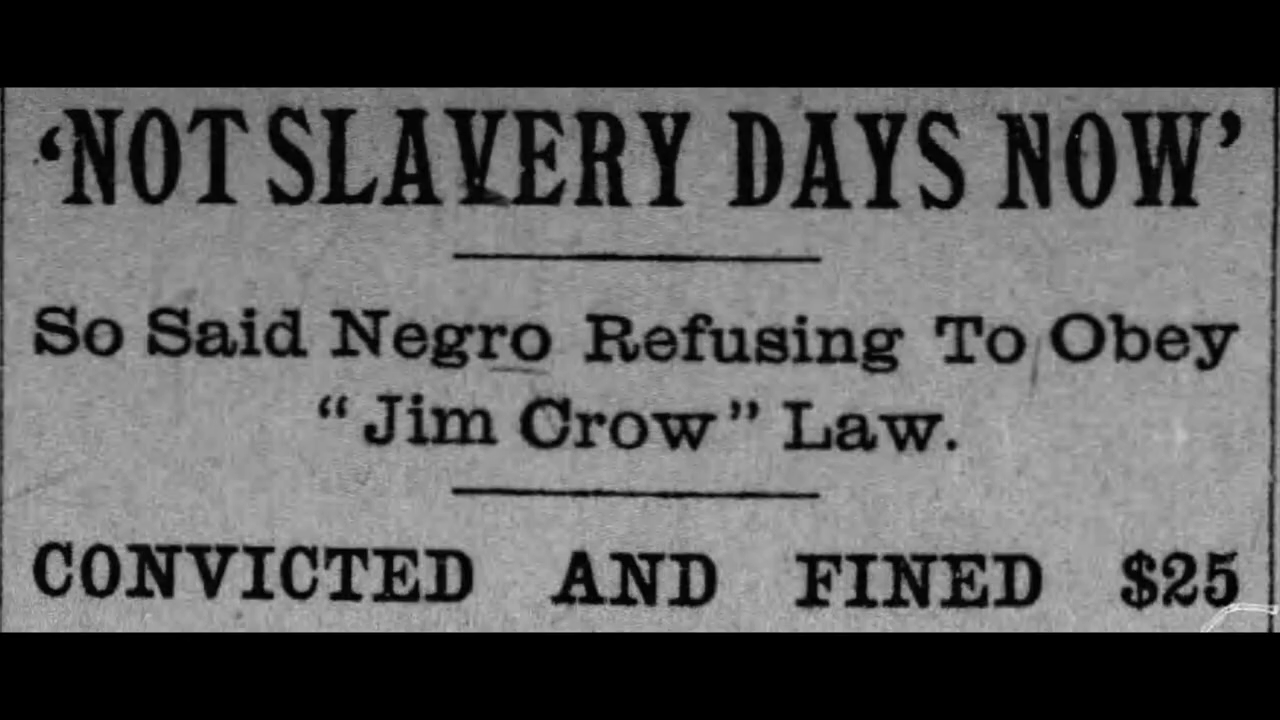 ‘NOT SLAVERY DAYS NOW’
So Said Negro Refusing To Obey
“Jim Crow” Law.
CONVICTED AND FINED $25